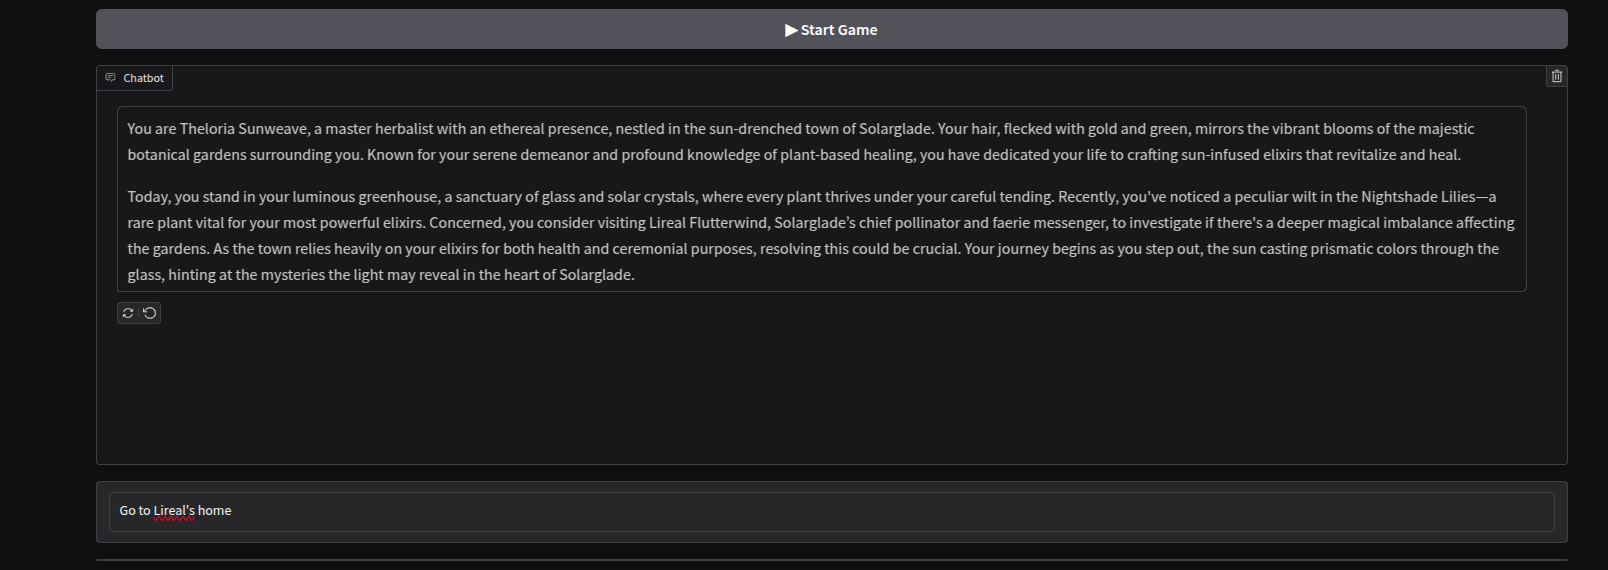 ▶ Start Game
Chatbot
You are Theloria Sunweave, a master herbalist with an ethereal presence, nestled in the sun-drenched town of Solarglade. Your hair, flecked with gold and green, mirrors the vibrant blooms of the majestic
botanical gardens surrounding you. Known for your serene demeanor and profound knowledge of plant-based healing, you have dedicated your life to crafting sun-infused elixirs that revitalize and heal.
Today, you stand in your luminous greenhouse, a sanctuary of glass and solar crystals, where every plant thrives under your careful tending. Recently, you've noticed a peculiar wilt in the Nightshade Lilies—a
rare plant vital for your most powerful elixirs. Concerned, you consider visiting Lireal Flutterwind, Solarglade’s chief pollinator and faerie messenger, to investigate if there's a deeper magical imbalance affecting
the gardens. As the town relies heavily on your elixirs for both health and ceremonial purposes, resolving this could be crucial. Your journey begins as you step out, the sun casting prismatic colors through the
glass, hinting at the mysteries the light may reveal in the heart of Solarglade.
Go to Lireal's home